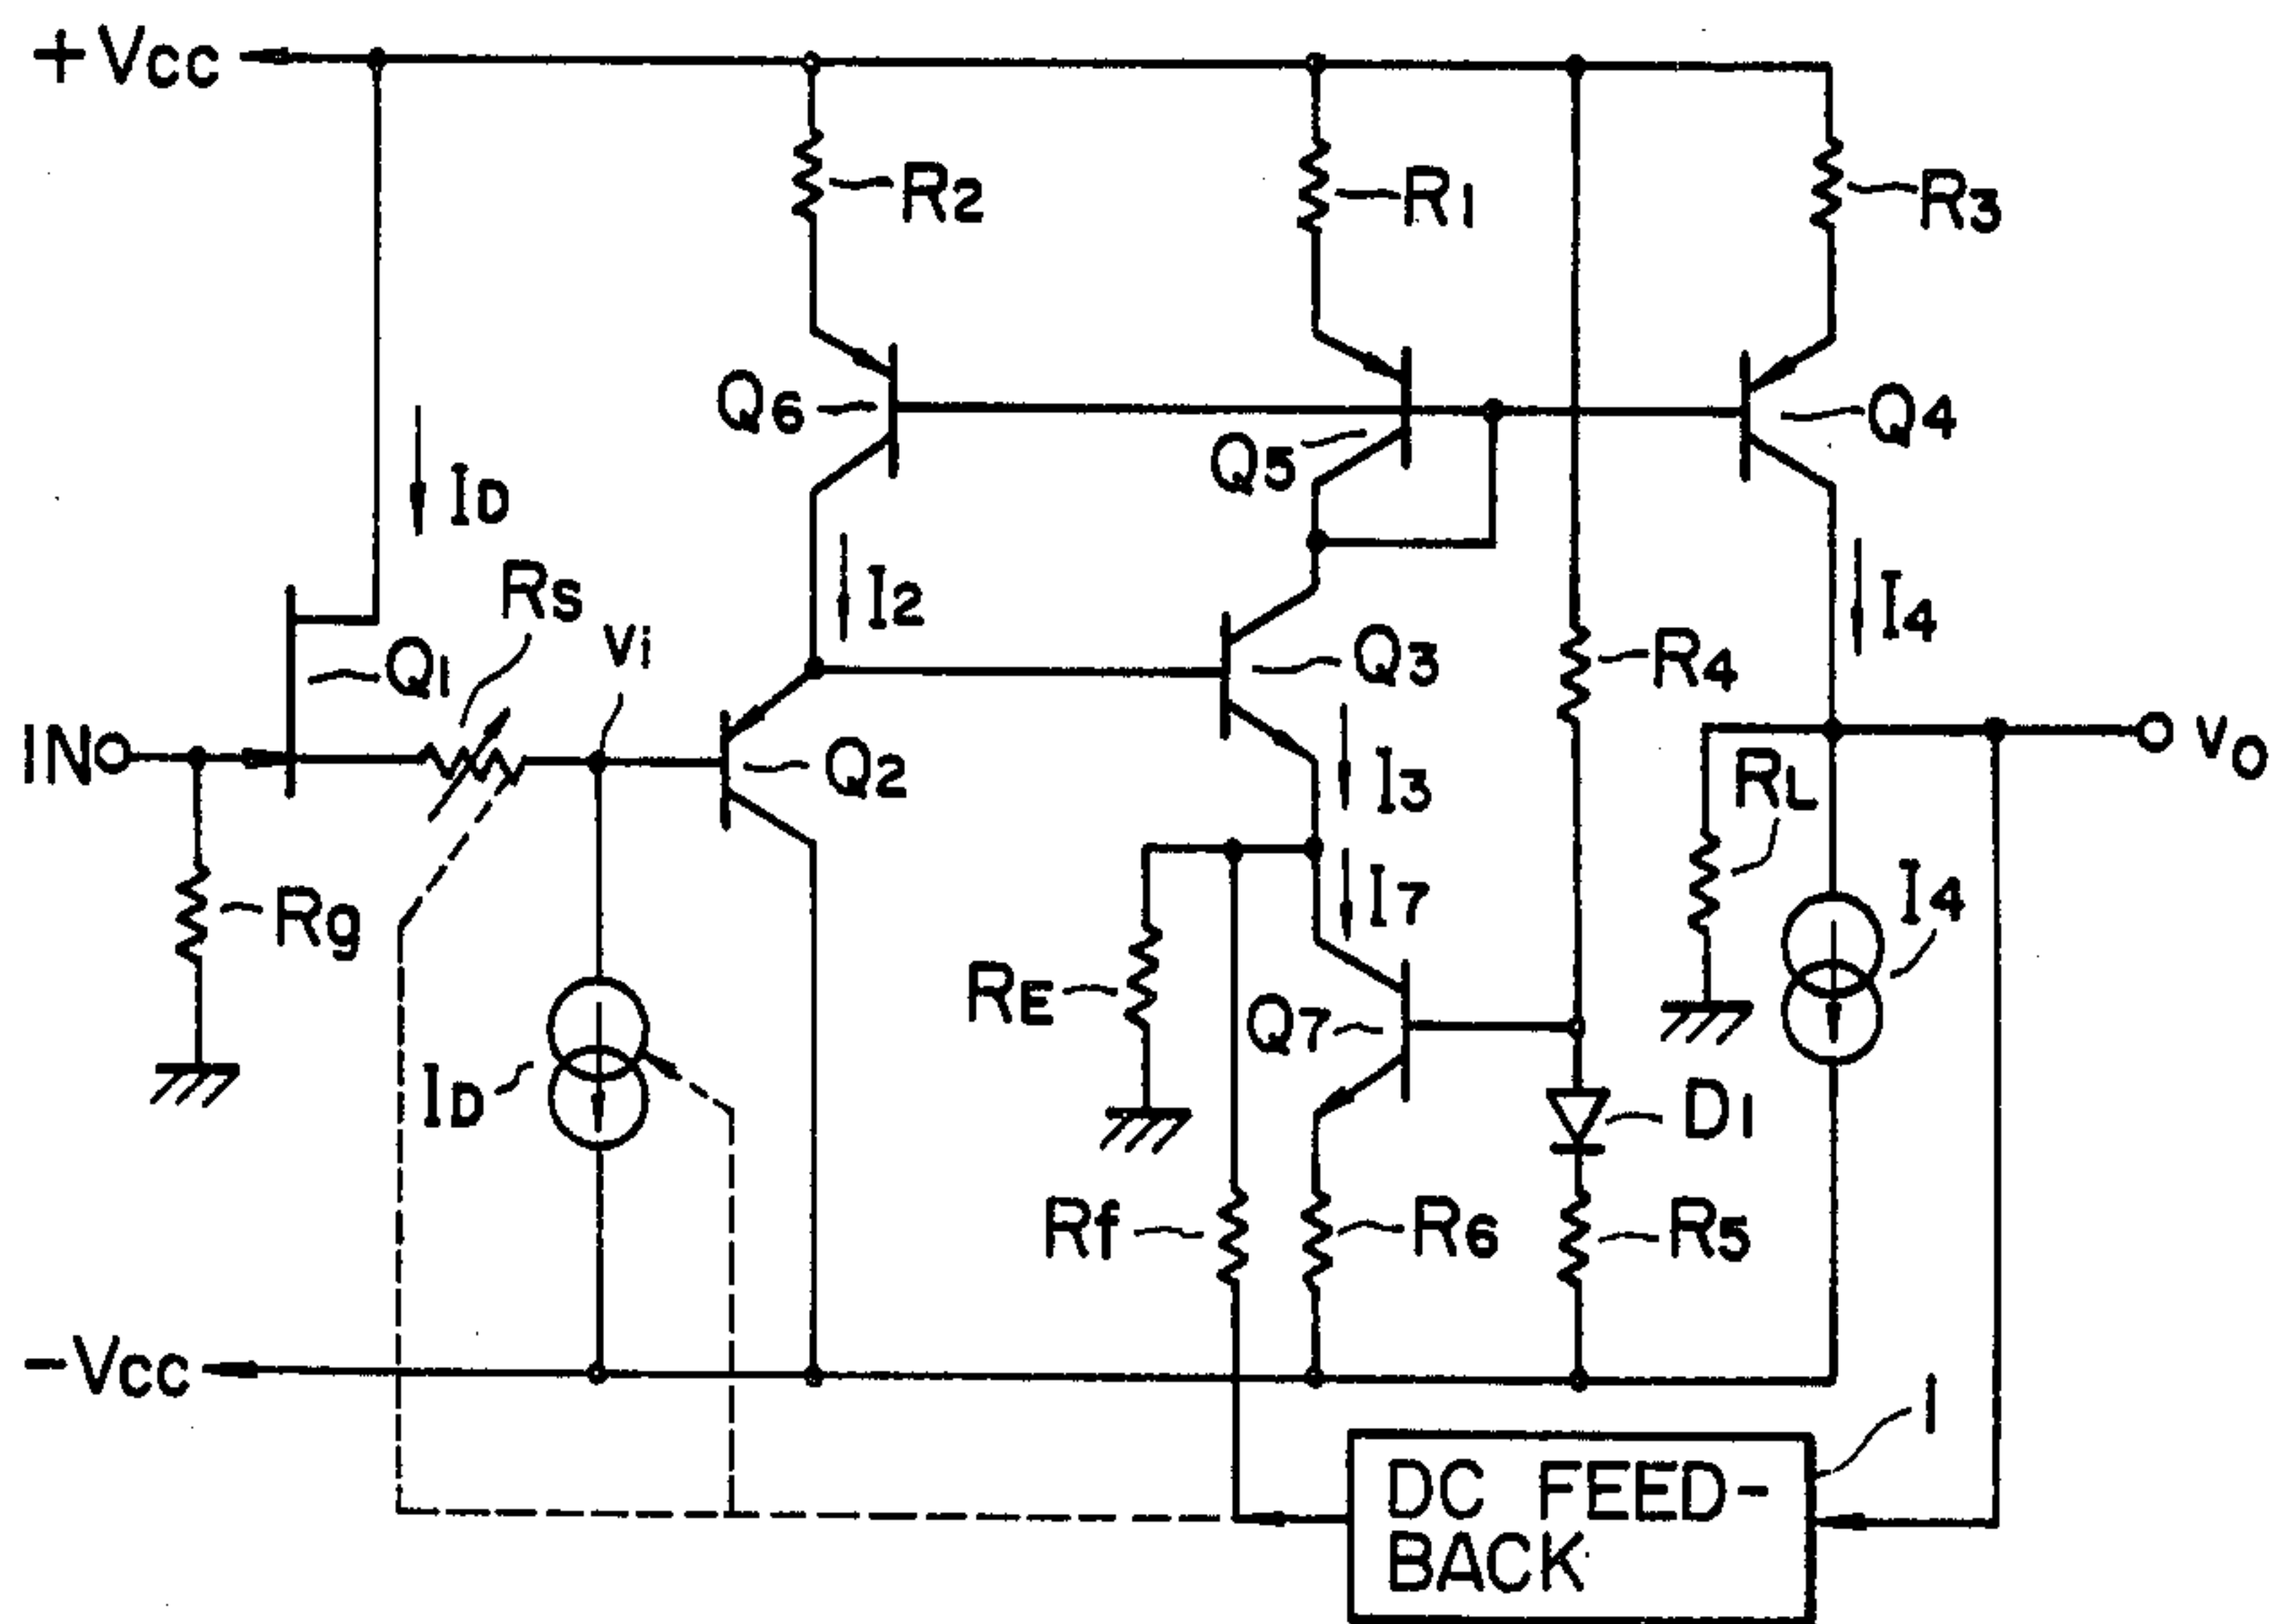 +Vcc
R2
R1
R3
Q6
Q5
Q4
ID
Rs
vi
I2
Q1
Q3
R4
I4
IN
Q2
I3
RL
vo
Rg
I7
I4
RE
Q7
ID
D1
Rf
R6
R5
-Vcc
1
DC FEED-
BACK